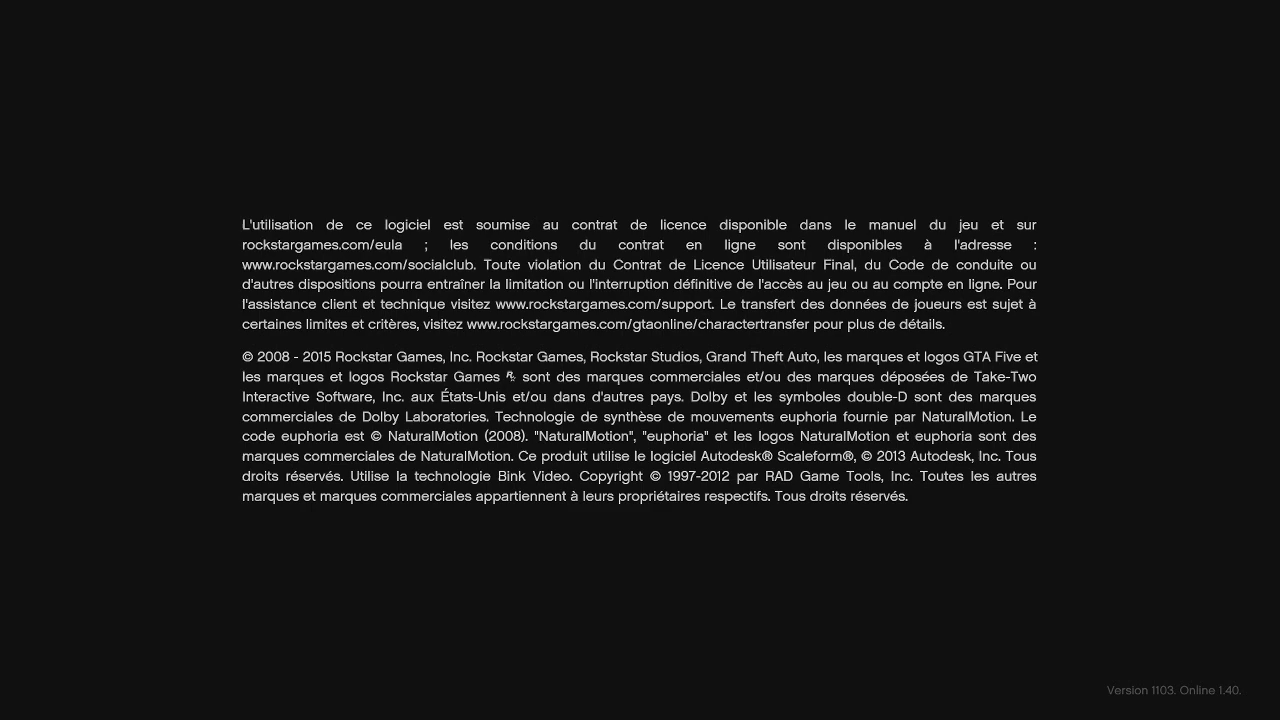 L'utilisation de ce logiciel est soumise au contrat de licence disponible dans le manuel du jeu et sur
rockstargames.com/eula ; les conditions du contrat en ligne sont disponibles à l'adresse :
www.rockstargames.com/socialclub. Toute violation du Contrat de Licence Utilisateur Final, du Code de conduite ou
d'autres dispositions pourra entraîner la limitation ou l'interruption définitive de l'accès au jeu ou au compte en ligne. Pour
l'assistance client et technique visitez www.rockstargames.com/support. Le transfert des données de joueurs est sujet à
certaines limites et critères, visitez www.rockstargames.com/gtaonline/charactertransfer pour plus de détails.
© 2008 - 2015 Rockstar Games, Inc. Rockstar Games, Rockstar Studios, Grand Theft Auto, les marques et logos GTA Five et
les marques et logos Rockstar Games R* sont des marques commerciales et/ou des marques déposées de Take-Two
Interactive Software, Inc. aux États-Unis et/ou dans d'autres pays. Dolby et les symboles double-D sont des marques
commerciales de Dolby Laboratories. Technologie de synthèse de mouvements euphoria fournie par NaturalMotion. Le
code euphoria est © NaturalMotion (2008). "NaturalMotion", "euphoria" et les logos NaturalMotion et euphoria sont des
marques commerciales de NaturalMotion. Ce produit utilise le logiciel Autodesk® Scaleform®, © 2013 Autodesk, Inc. Tous
droits réservés. Utilise la technologie Bink Video. Copyright © 1997-2012 par RAD Game Tools, Inc. Toutes les autres
marques et marques commerciales appartiennent à leurs propriétaires respectifs. Tous droits réservés.
Version 1103. Online 1.40.